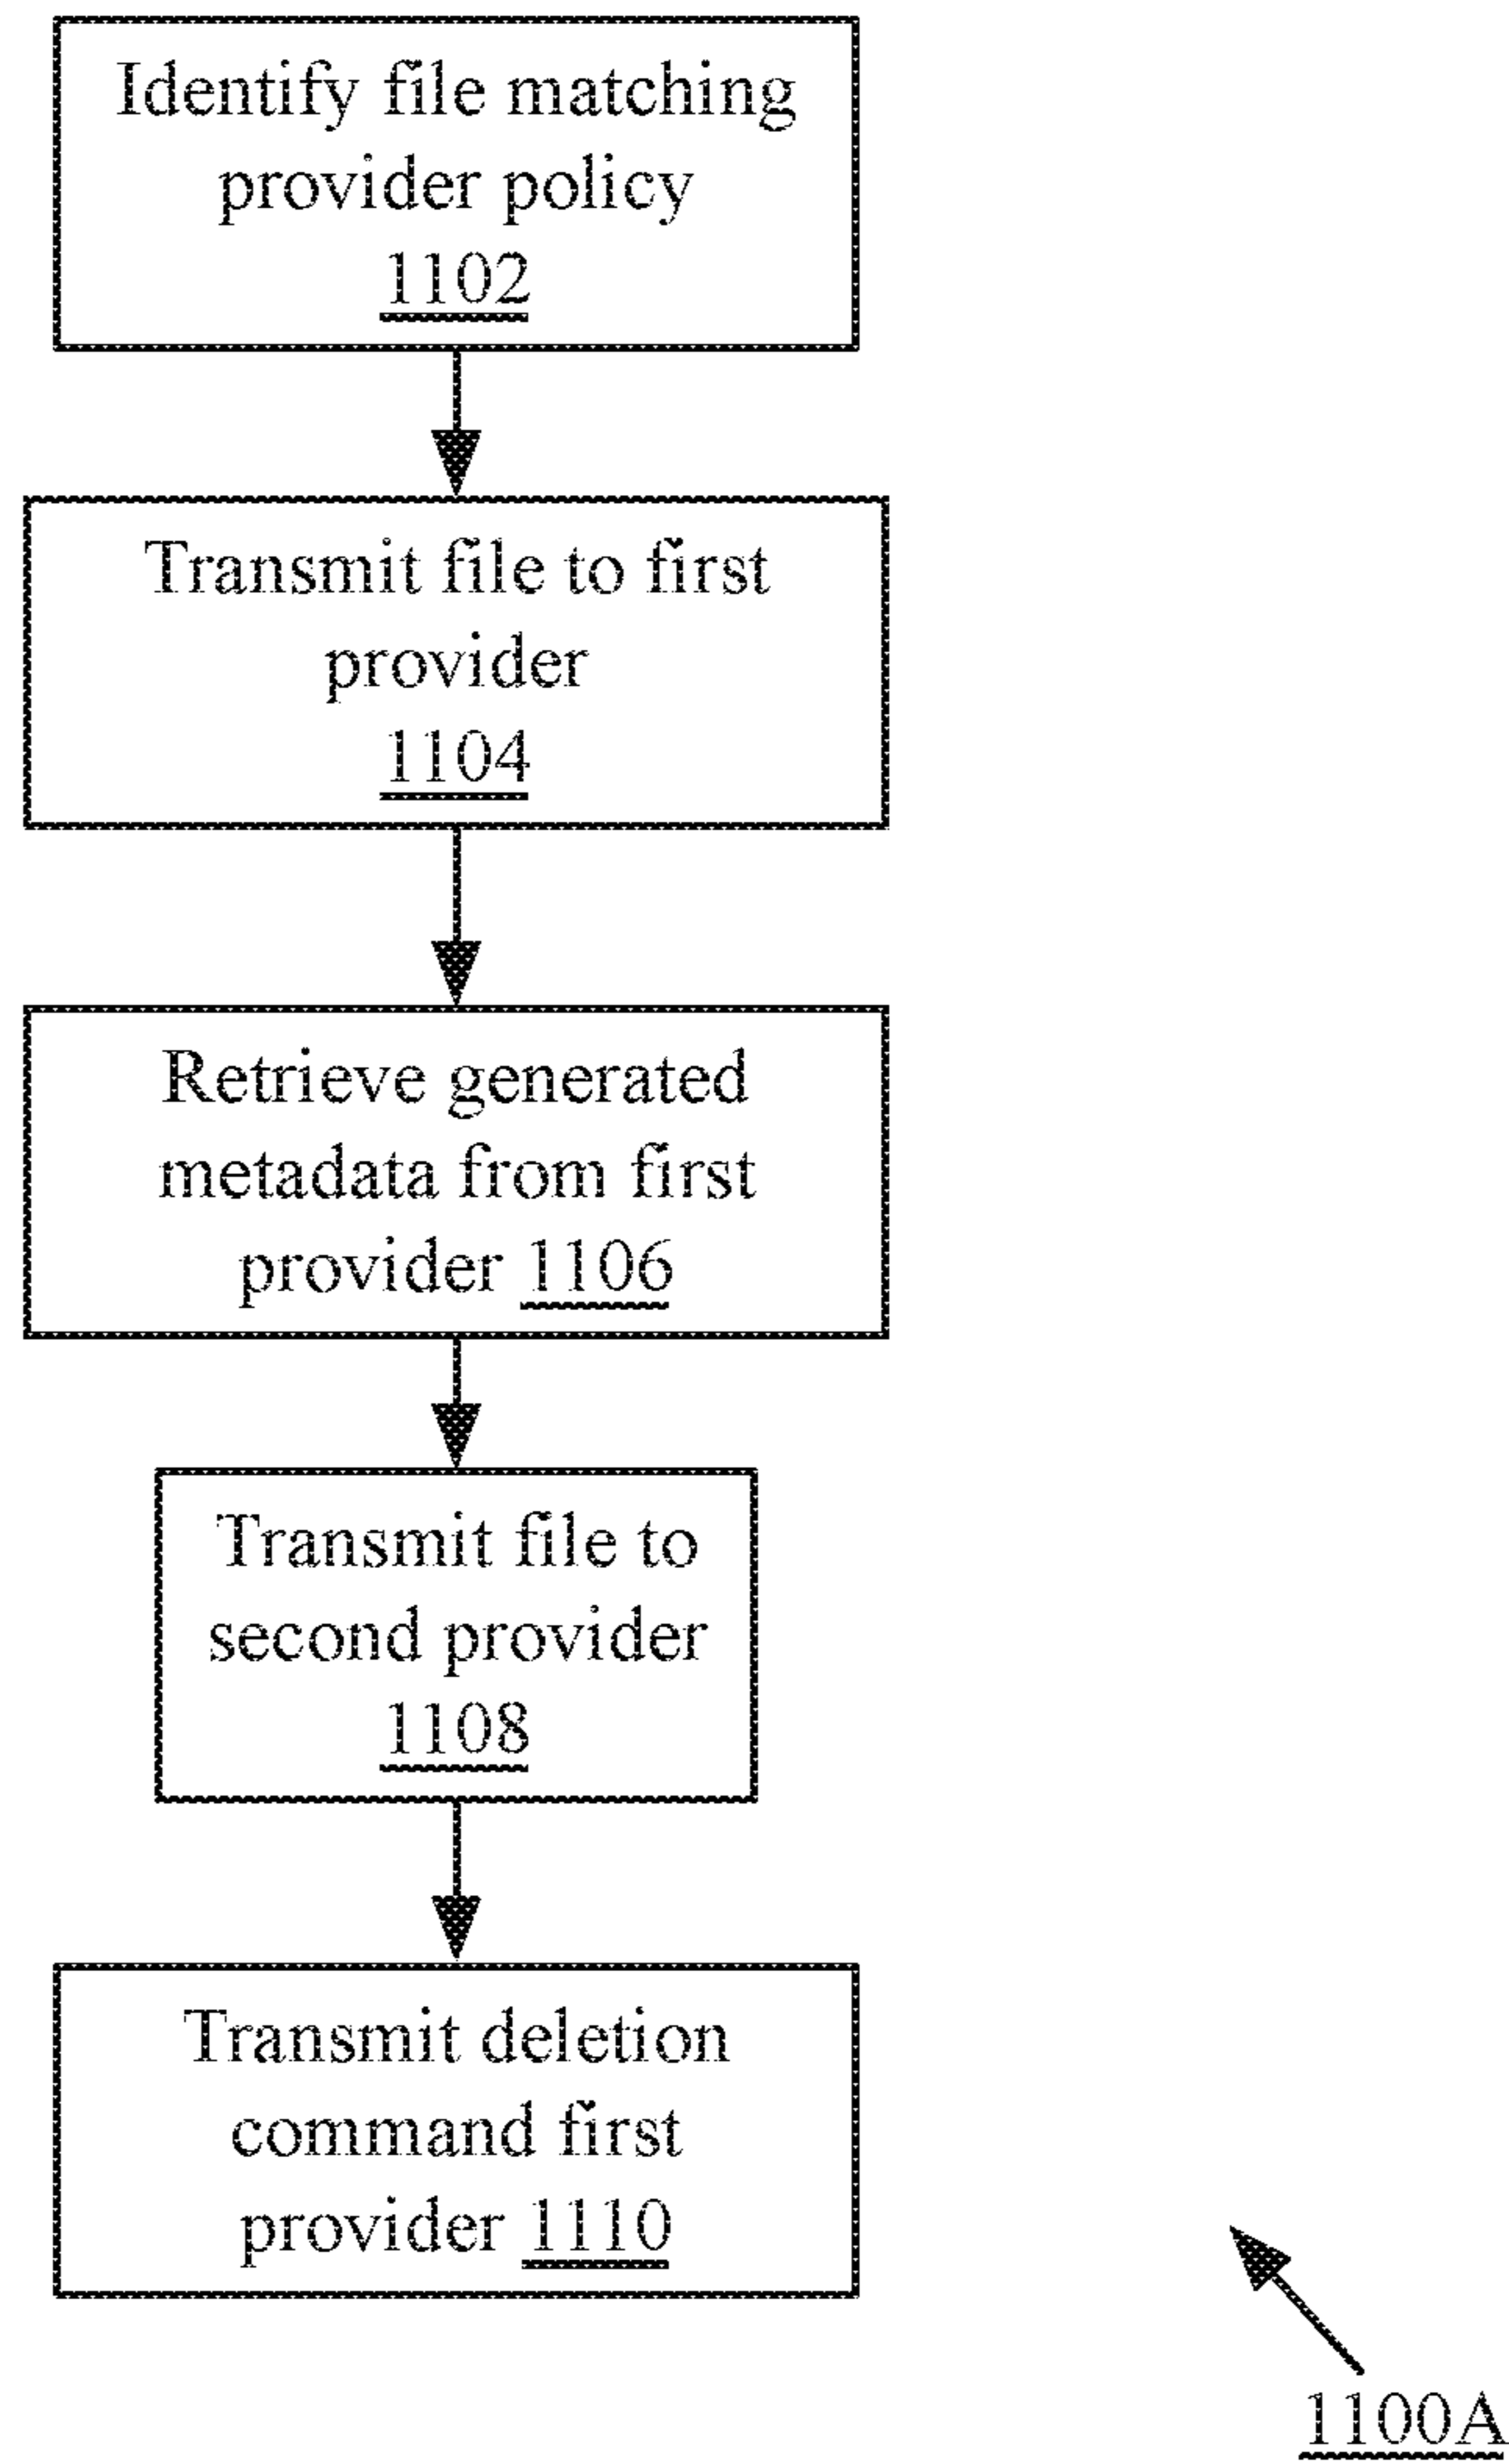 Identify file matching
provider policy
1102
Transmit file to first
provider
1104
Retrieve generated
metadata from first
provider 1106
Transmit file to
second provider
1108
Transmit deletion
command first
provider 1110
1100A